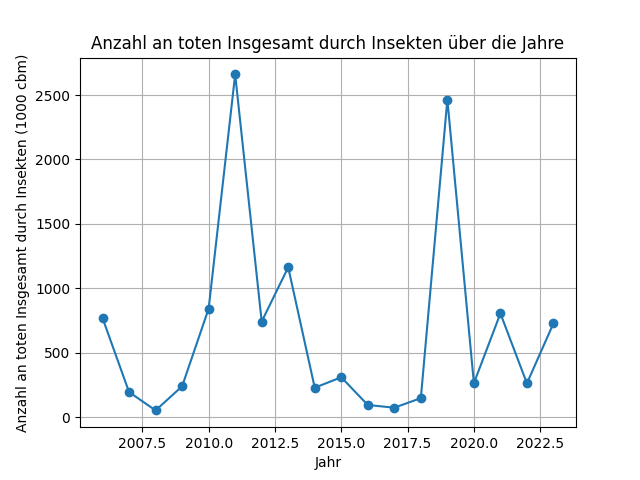 Anzahl an toten Insgesamt durch Insekten über die Jahre
Anzahl an toten Insgesamt durch Insekten (1000 cbm)
2500
2000
1500
1000
500
0
2007.5 2010.0 2012.5 2015.0 2017.5 2020.0 2022.5
Jahr